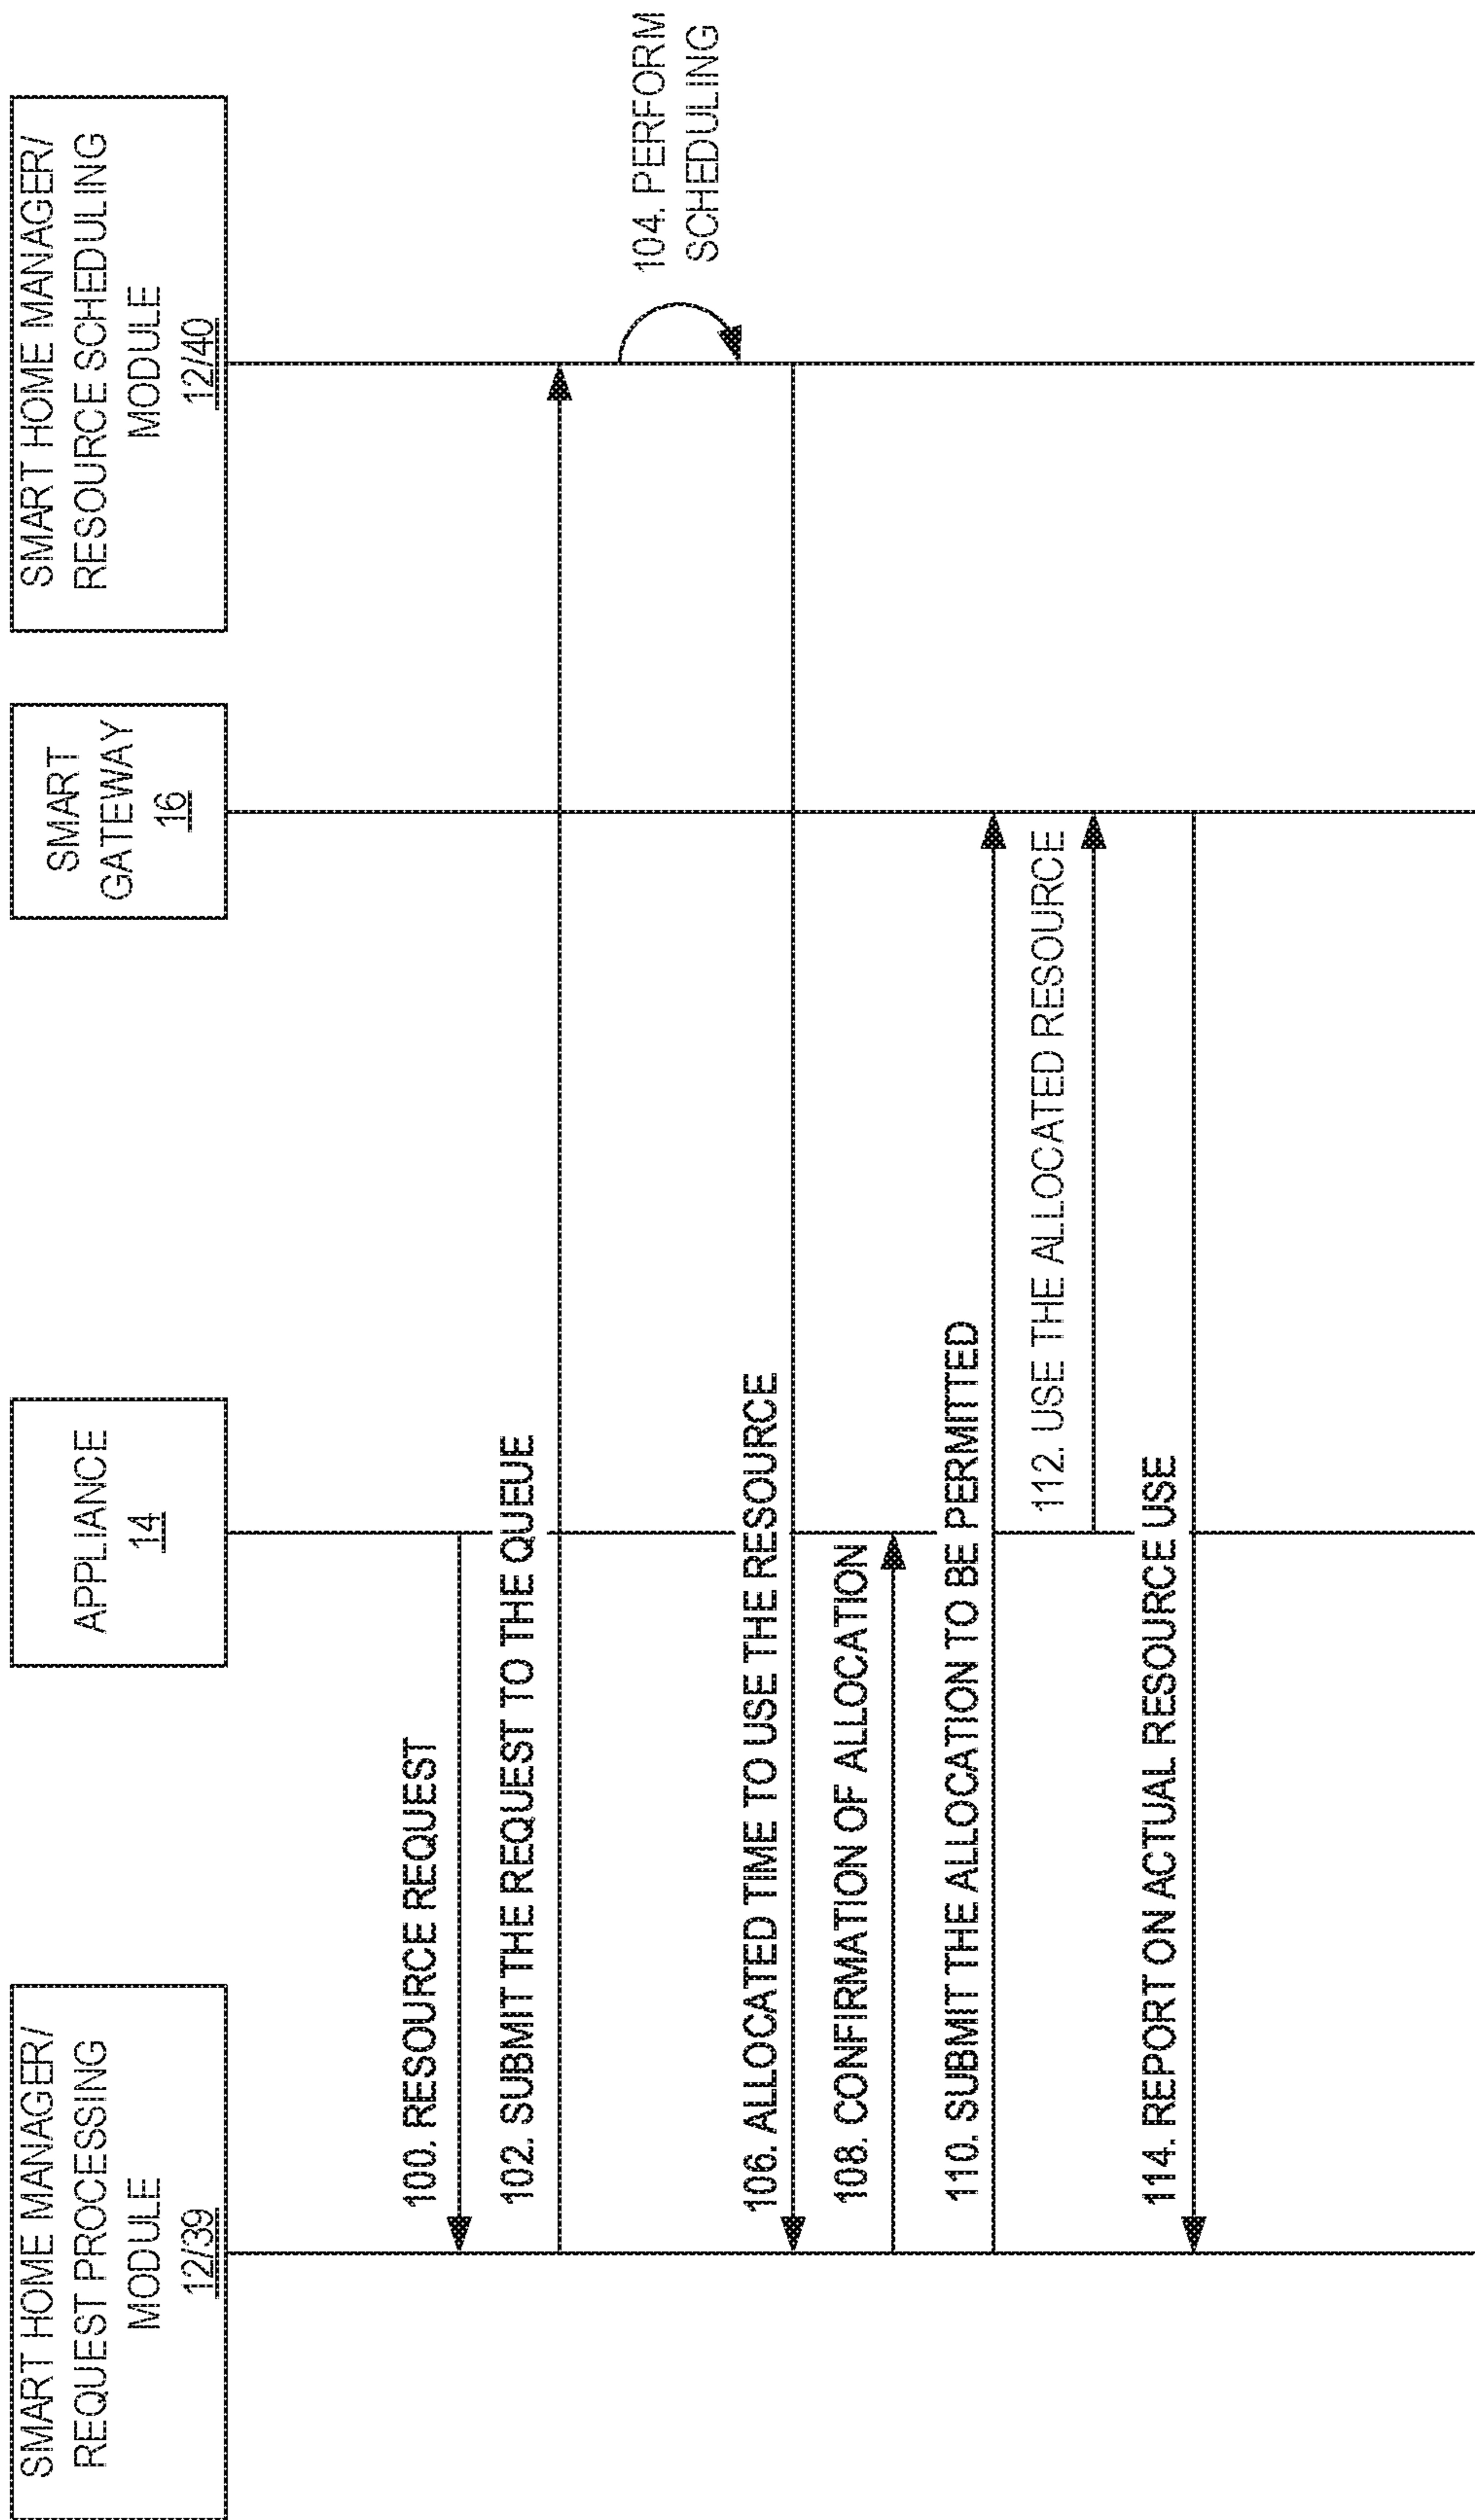 SMART HOME MANAGER/
REQUEST PROCESSING
MODULE
12/39
APPLIANCE
14
SMART
GATEWAY
16
SMART HOME MANAGER/
RESOURCE SCHEDULING
MODULE
12/40
100. RESOURCE REQUEST
102. SUBMIT THE REQUEST TO THE QUEUE
104. PERFORM
SCHEDULING
106. ALLOCATED TIME TO USE THE RESOURCE
108. CONFIRMATION OF ALLOCATION
110. SUBMIT THE ALLOCATION TO BE PERMITTED
112. USE THE ALLOCATED RESOURCE
114. REPORT ON ACTUAL RESOURCE USE